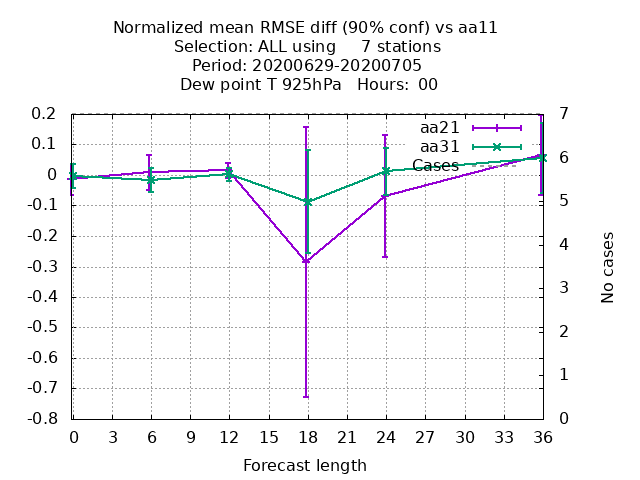 Normalized mean RMSE diff (90% conf) vs aa11
Selection: ALL using     7 stations
Period: 20200629-20200705
Dew point T 925hPa   Hours:  00
0.2
0.1
0
-0.1
-0.2
-0.3
-0.4
-0.5
-0.6
-0.7
-0.8
aa21
aa31
Cases
7
6
5
4
3
2
1
0
No cases
0 3 6 9 12 15 18 21 24 27 30 33 36
Forecast length